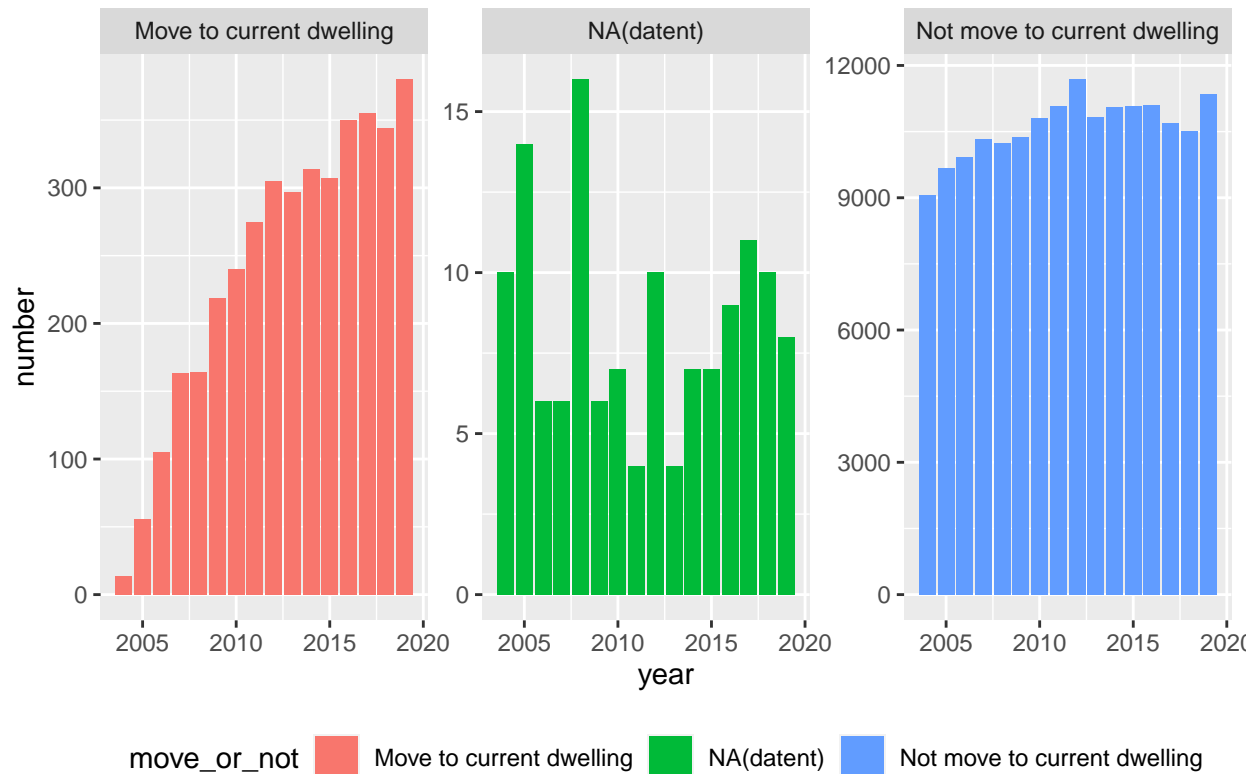 Move to current dwelling
NA(datent)
Not move to current dwelling
number
300
200
100
0
15
10
5
0
12000
9000
6000
3000
0
2005 2010 2015 2020
2005 2010 2015 2020
2005 2010 2015 2020
year
move_or_not Move to current dwelling NA(datent) Not move to current dwelling